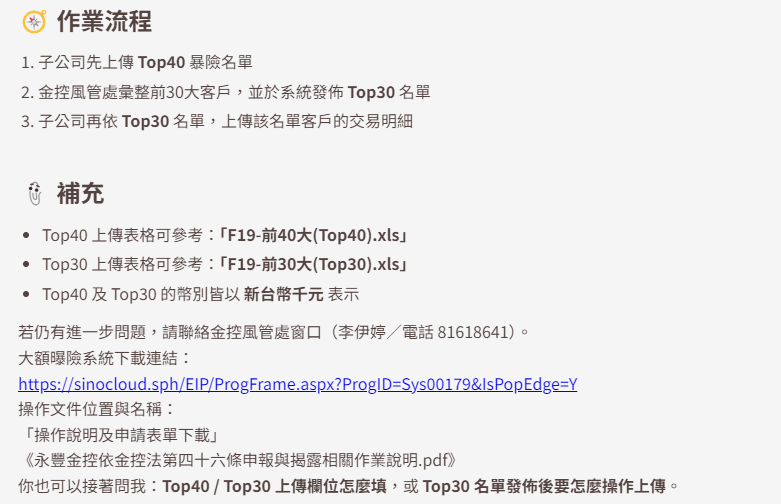 作業流程
1. 子公司先上傳 Top40 暴險名單
2. 金控風管處彙整前30大客戶，並於系統發佈 Top30 名單
3. 子公司再依 Top30 名單，上傳該名單客戶的交易明細
補充
• Top40 上傳表格可參考：「F19-前40大(Top40).xls」
• Top30 上傳表格可參考：「F19-前30大(Top30).xls」
• Top40 及 Top30 的幣別皆以 新台幣千元 表示
若仍有進一步問題，請聯絡金控風管處窗口（李伊婷／電話 81618641）。
大額曝險系統下載連結：
https://sinocloud.sph/EIP/ProgFrame.aspx?ProgID=Sys00179&IsPopEdge=Y
操作文件位置與名稱：
「操作說明及申請表單下載」
《永豐金控依金控法第四十六條申報與揭露相關作業說明.pdf》
你也可以接著問我：Top40 / Top30 上傳欄位怎麼填，或 Top30 名單發佈後要怎麼操作上傳。